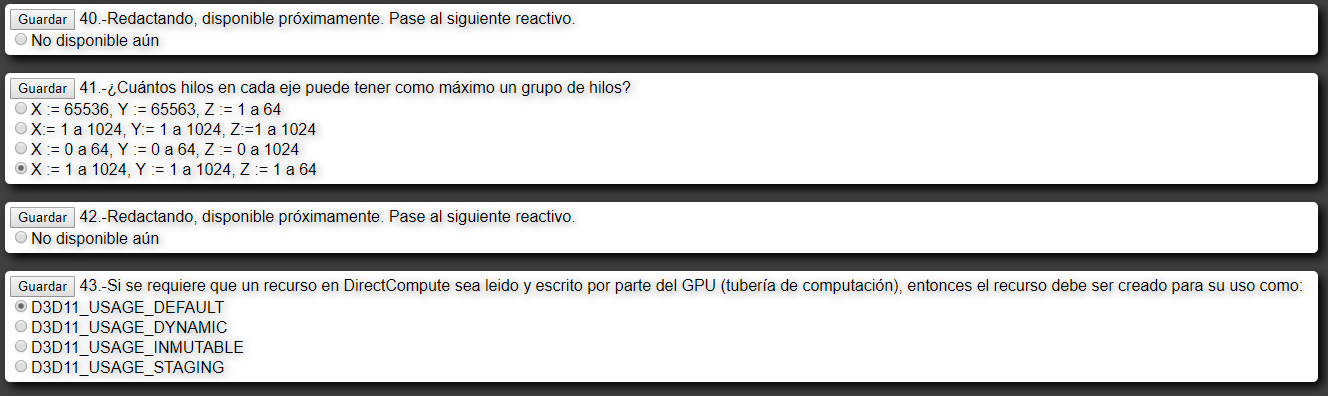 Guardar 40.-Redactando, disponible próximamente. Pase al siguiente reactivo.
No disponible aún
Guardar 41.-¿Cuántos hilos en cada eje puede tener como máximo un grupo de hilos?
X := 65536, Y := 65563, Z := 1 a 64
X:= 1 a 1024, Y:= 1 a 1024, Z:=1 a 1024
X := 0 a 64, Y := 0 a 64, Z := 0 a 1024
X := 1 a 1024, Y := 1 a 1024, Z := 1 a 64
Guardar 42.-Redactando, disponible próximamente. Pase al siguiente reactivo.
No disponible aún
Guardar 43.-Si se requiere que un recurso en DirectCompute sea leido y escrito por parte del GPU (tubería de computación), entonces el recurso debe ser creado para su uso como:
D3D11_USAGE_DEFAULT
D3D11_USAGE_DYNAMIC
D3D11_USAGE_INMUTABLE
D3D11_USAGE_STAGING